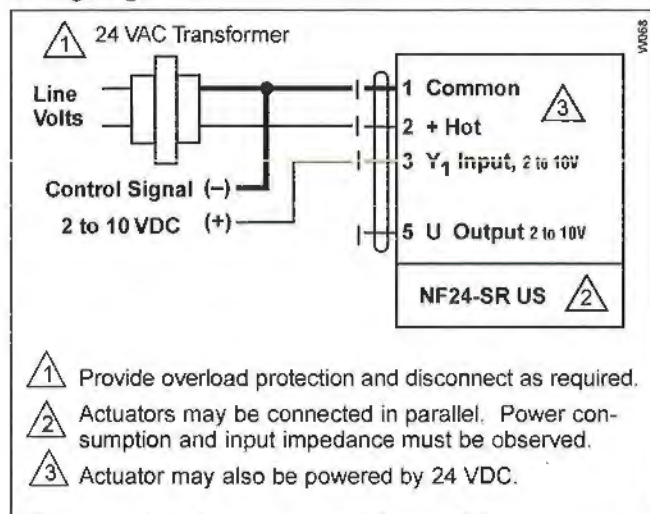 W068
1 24 VAC Transformer
Line
Volts
1 Common
3
2 + Hot
3 Y1 Input, 2 to 10V
Control Signal (–)
2 to 10 VDC (+)
5 U Output 2 to 10V
NF24-SR US 2
1 Provide overload protection and disconnect as required.
2 Actuators may be connected in parallel. Power con-
sumption and input impedance must be observed.
3 Actuator may also be powered by 24 VDC.